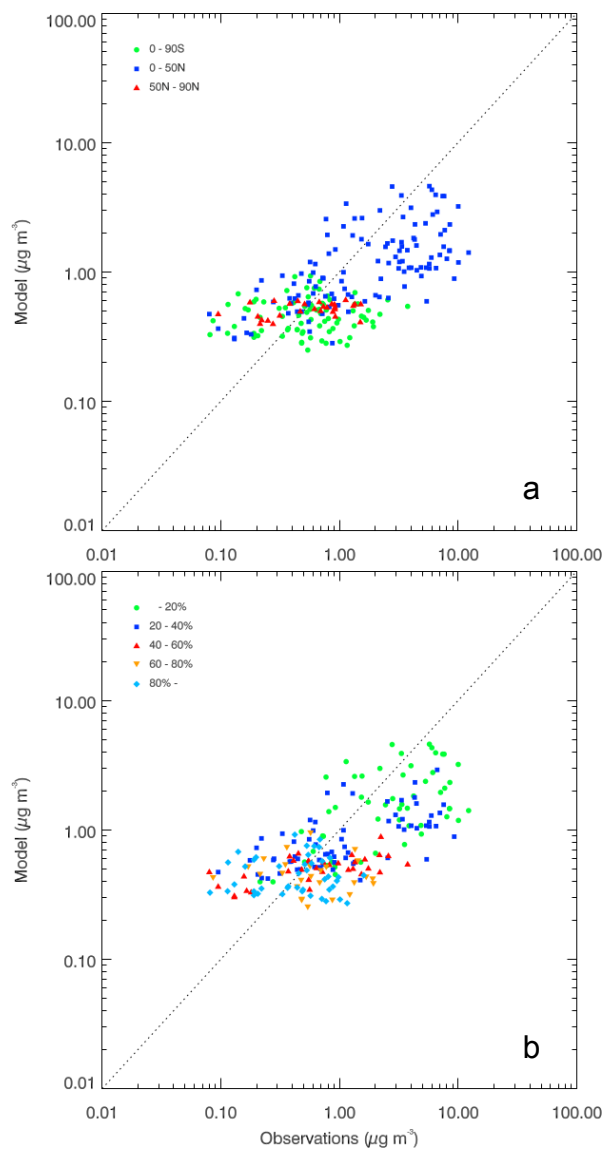 100.00
0 - 90S
0 - 50N
50N - 90N
10.00
Model (µg m⁻³)
1.00
0.10
a
0.01
0.01 0.10 1.00 10.00 100.00
100.00
- 20%
20 - 40%
40 - 60%
60 - 80%
80% -
10.00
Model (µg m⁻³)
1.00
0.10
b
0.01
0.01 0.10 1.00 10.00 100.00
Observations (µg m⁻³)